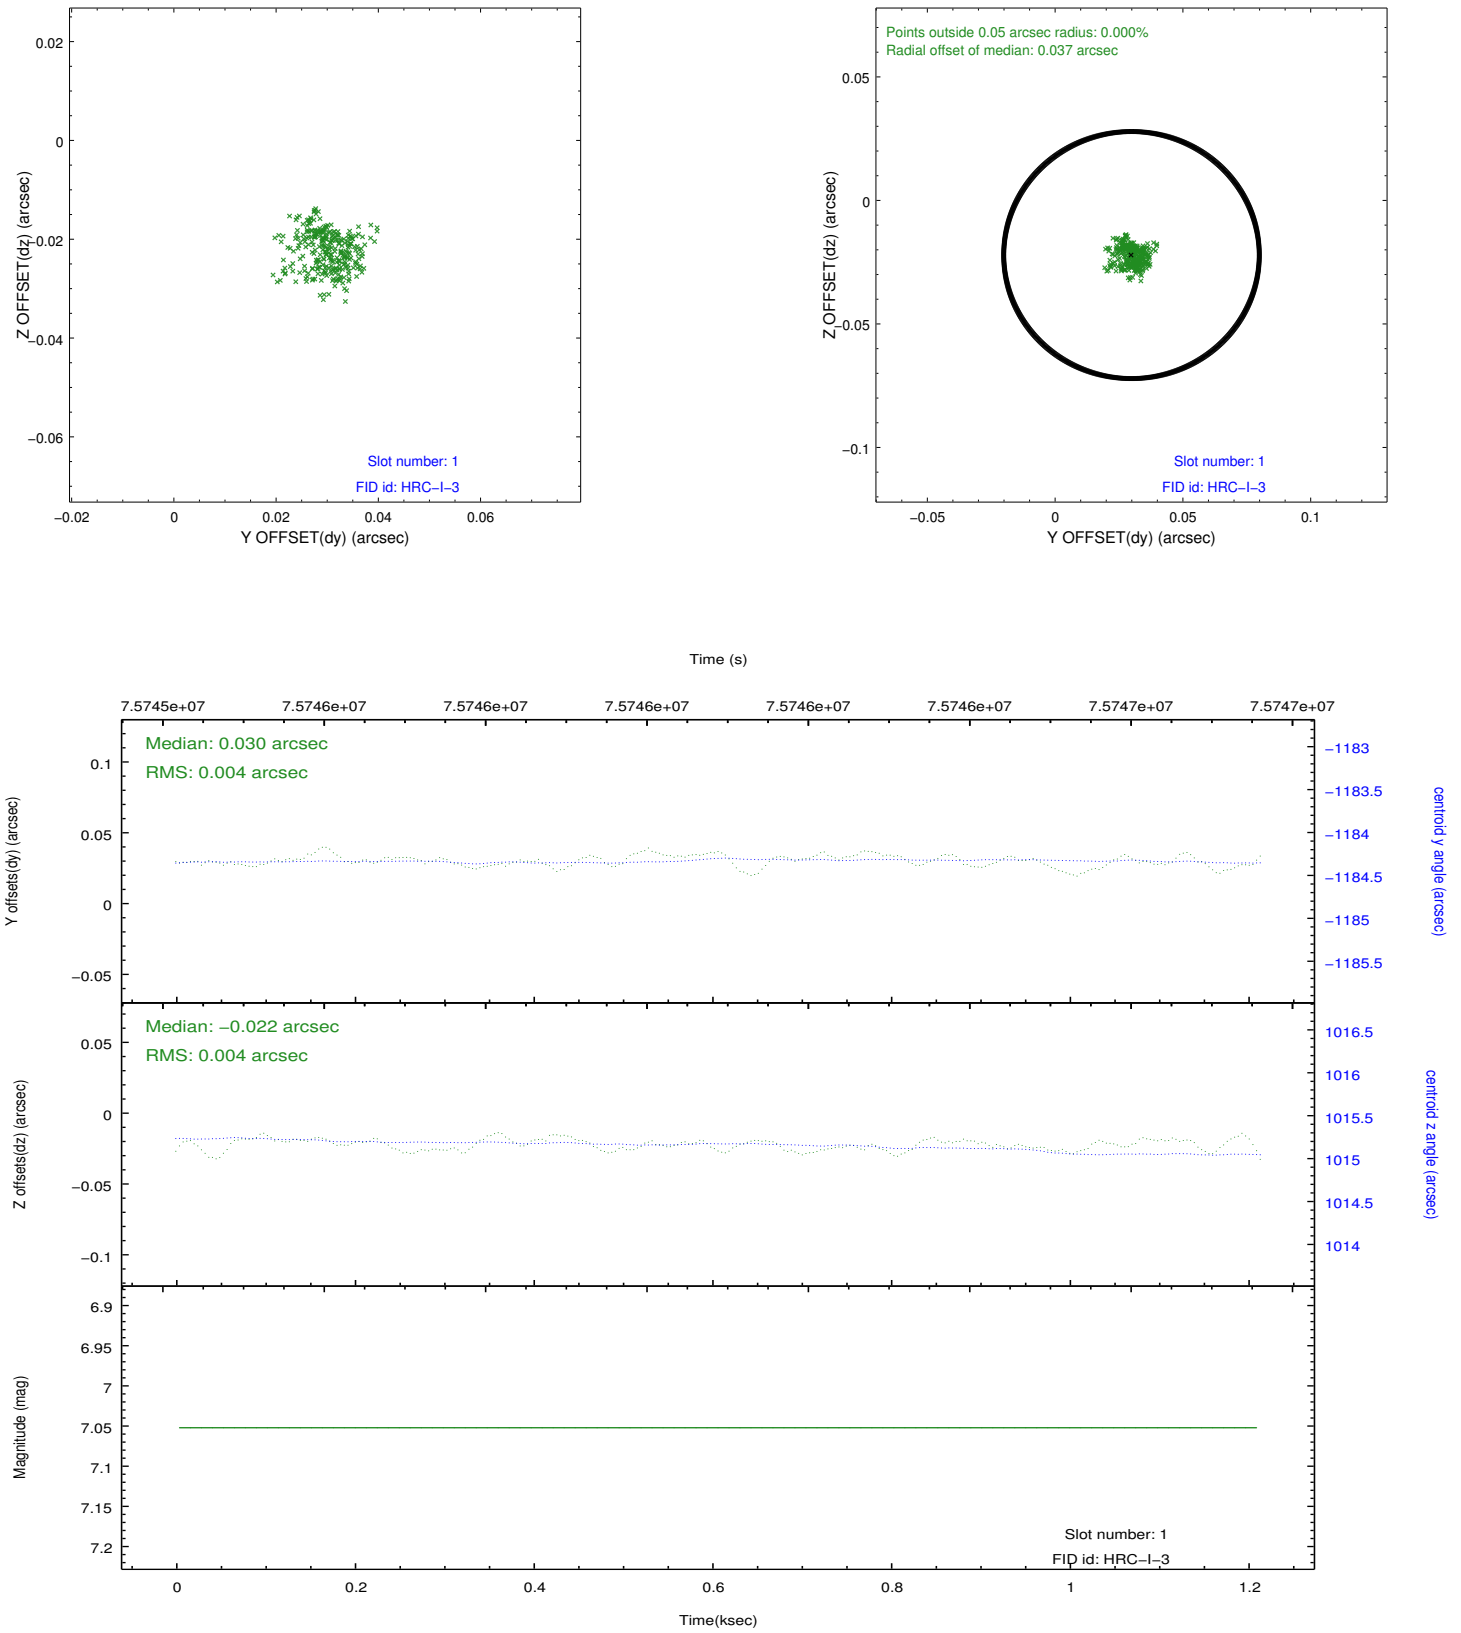 0.02
0
−0.02
−0.04
−0.06
Z OFFSET(dz) (arcsec)
Slot number: 1
FID id: HRC−I−3
−0.02
0
0.02
0.04
0.06
Y OFFSET(dy) (arcsec)
Points outside 0.05 arcsec radius: 0.000%
Radial offset of median: 0.037 arcsec
0.05
0
−0.05
−0.1
Z OFFSET(dz) (arcsec)
Slot number: 1
FID id: HRC−I−3
−0.05
0
0.05
0.1
Y OFFSET(dy) (arcsec)
Time (s)
7.5745e+07
7.5746e+07
7.5746e+07
7.5746e+07
7.5746e+07
7.5746e+07
7.5747e+07
7.5747e+07
Median: 0.030 arcsec
RMS: 0.004 arcsec
0.1
0.05
0
−0.05
Y offsets(dy) (arcsec)
−1183
−1183.5
−1184
−1184.5
−1185
−1185.5
centroid y angle (arcsec)
Median: −0.022 arcsec
RMS: 0.004 arcsec
0.05
0
−0.05
−0.1
Z offsets(dz) (arcsec)
1016.5
1016
1015.5
1015
1014.5
1014
centroid z angle (arcsec)
6.9
6.95
7
7.05
7.1
7.15
7.2
Magnitude (mag)
Slot number: 1
FID id: HRC−I−3
0
0.2
0.4
0.6
0.8
1
1.2
Time(ksec)